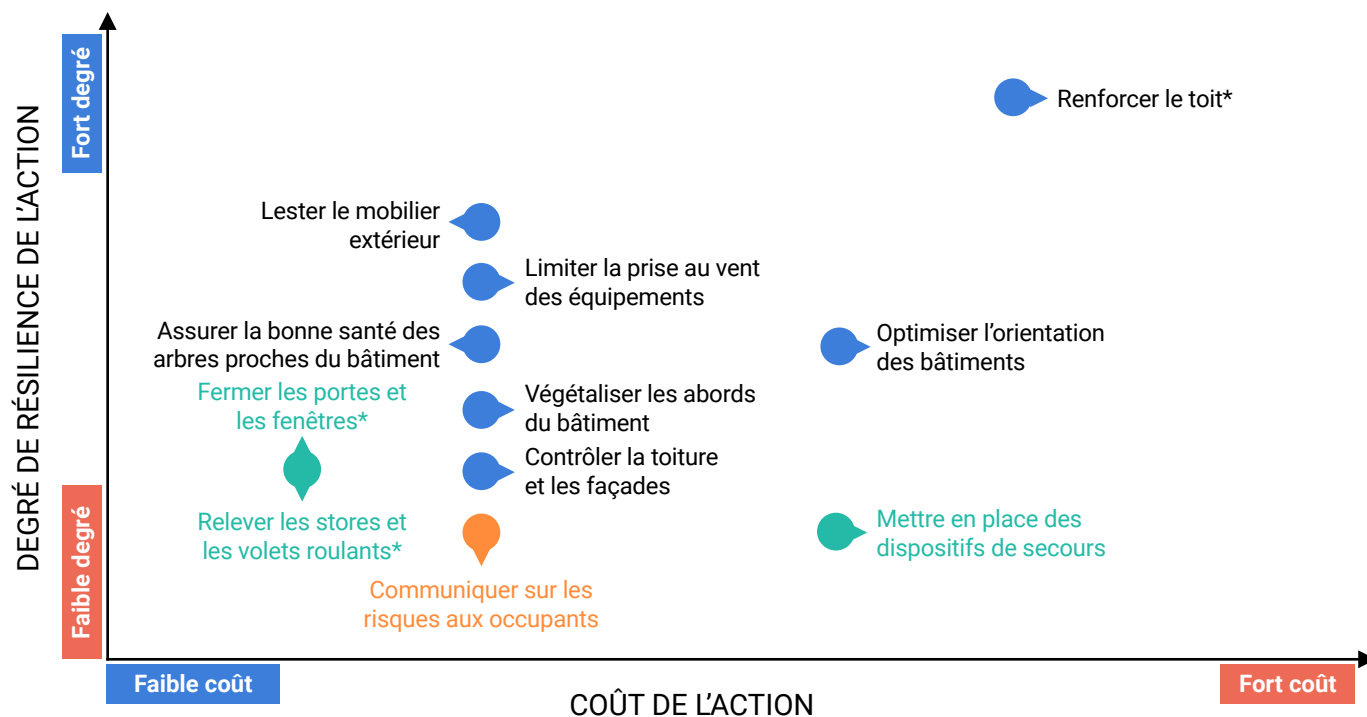 DEGRÉ DE RÉSILIENCE DE L'ACTION
Fort degré
Faible degré
Renforcer le toit*
Lester le mobilier
extérieur
Limiter la prise au vent
des équipements
Assurer la bonne santé des
arbres proches du bâtiment
Optimiser l'orientation
des bâtiments
Fermer les portes et
les fenêtres*
Végétaliser les abords
du bâtiment
Contrôler la toiture
et les façades
Relever les stores et
les volets roulants*
Mettre en place des
dispositifs de secours
Communiquer sur les
risques aux occupants
Faible coût
Fort coût
COÛT DE L'ACTION